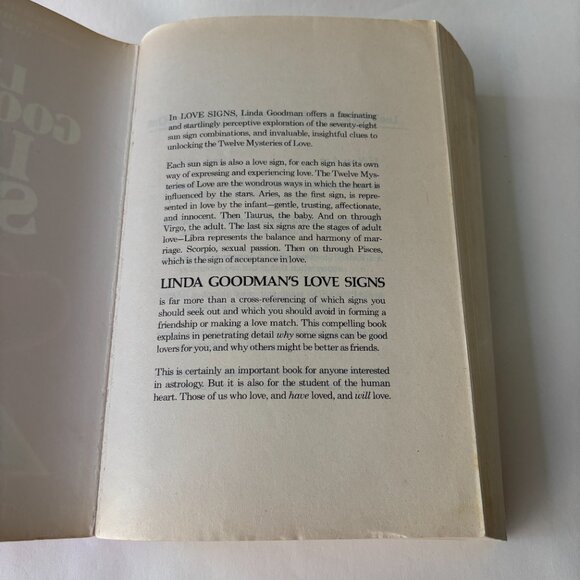 In LOVE SIGNS, Linda Goodman offers a fascinating
and startlingly perceptive exploration of the seventy-eight
sun sign combinations, and invaluable, insightful clues to
unlocking the Twelve Mysteries of Love.
Each sun sign is also a love sign, for each sign has its own
way of expressing and experiencing love. The Twelve Mys-
teries of Love are the wondrous ways in which the heart is
influenced by the stars. Aries, as the first sign, is repre-
sented in love by the infant—gentle, trusting, affectionate,
and innocent. Then Taurus, the baby. And on through
Virgo, the adult. The last six signs are the stages of adult
love—Libra represents the balance and harmony of mar-
riage. Scorpio, sexual passion. Then on through Pisces,
which is the sign of acceptance in love.
LINDA GOODMAN'S LOVE SIGNS
is far more than a cross-referencing of which signs you
should seek out and which you should avoid in forming a
friendship or making a love match. This compelling book
explains in penetrating detail why some signs can be good
lovers for you, and why others might be better as friends.
This is certainly an important book for anyone interested
in astrology. But it is also for the student of the human
heart. Those of us who love, and have loved, and will love.